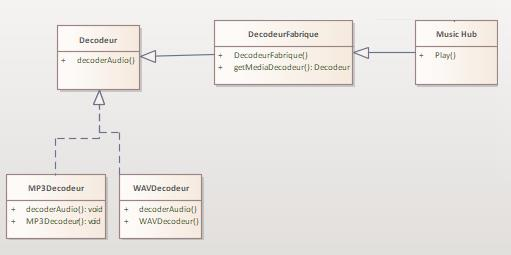 Decodeur
+ decoderAudio()
DecodeurFabrique
+ DecodeurFabrique()
+ getMediaDecodeur(): Decodeur
Music Hub
+ Play()
MP3Decodeur
+ decoderAudio(): void
+ MP3Decodeur(): void
WAVDecodeur
+ decoderAudio()
+ WAVDecodeur()